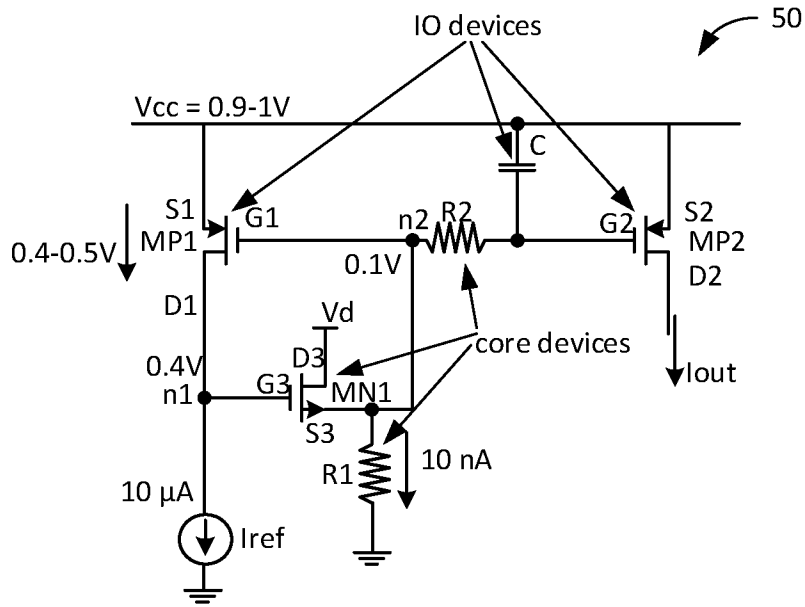 IO devices
50
Vcc = 0.9-1V
C
S1
G1
n2
R2
G2
S2
MP1
MP2
0.4-0.5V
0.1V
D2
D1
Vd
0.4V
D3
core devices
n1
G3
MN1
Iout
S3
R1
10 nA
10 µA
Iref